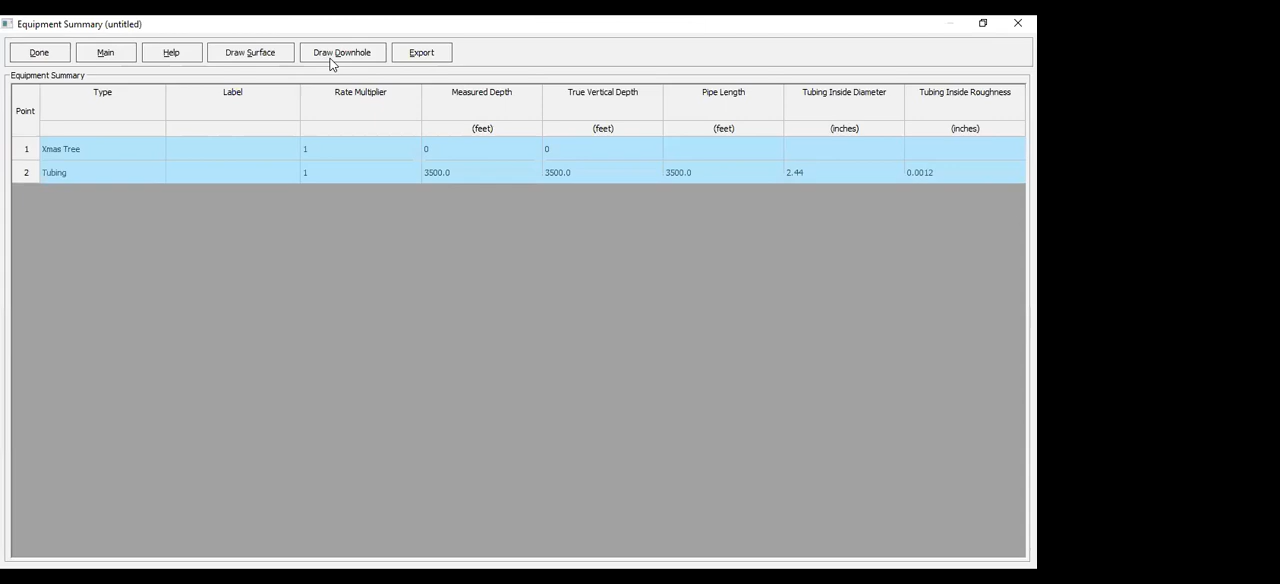 Equipment Summary (untitled)
Done Main Help Draw Surface Draw Downhole Export
Equipment Summary
Point Type Label Rate Multiplier Measured Depth True Vertical Depth Pipe Length Tubing Inside Diameter Tubing Inside Roughness
(feet) (feet) (feet) (inches) (inches)
1 Xmas Tree 1 0 0
2 Tubing 1 3500.0 3500.0 3500.0 2.44 0.0012